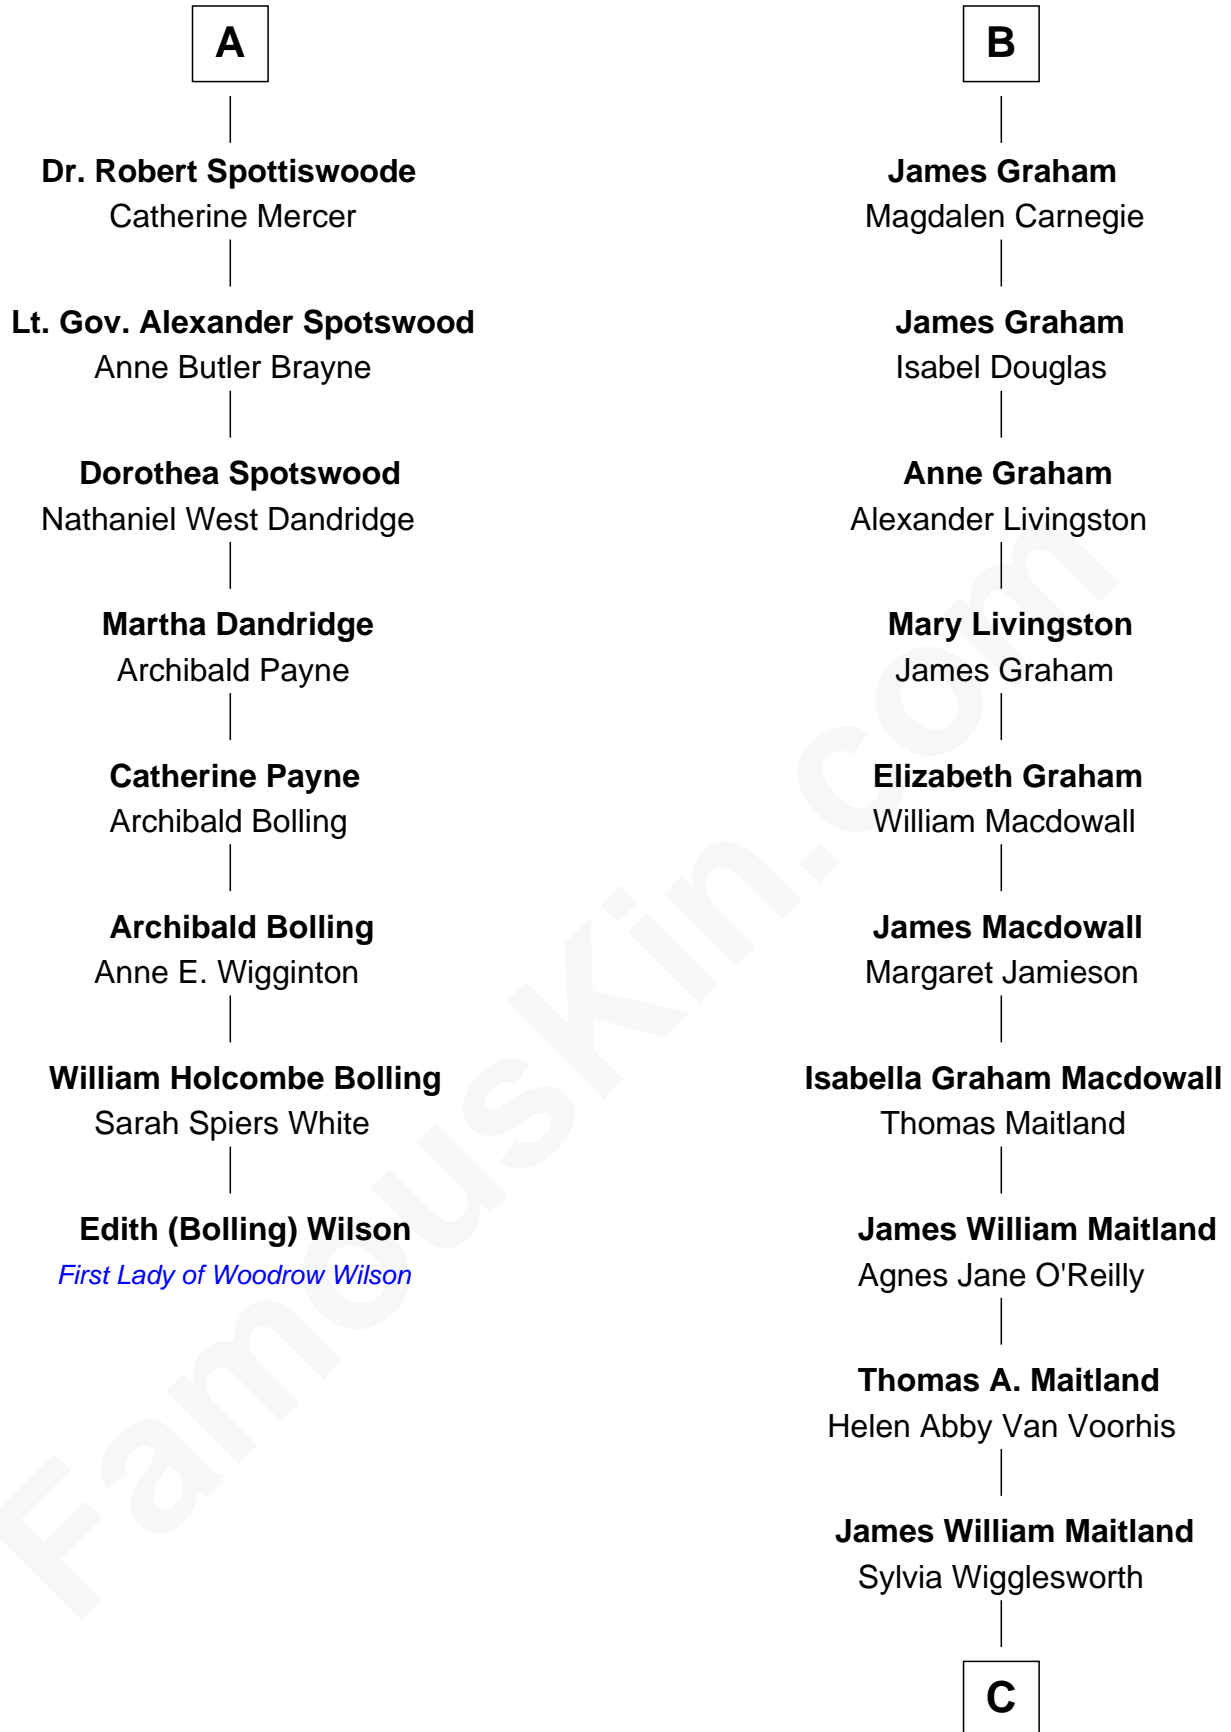 A
Dr. Robert Spottiswoode
Catherine Mercer
Lt. Gov. Alexander Spotswood
Anne Butler Brayne
Dorothea Spotswood
Nathaniel West Dandridge
Martha Dandridge
Archibald Payne
Catherine Payne
Archibald Bolling
Archibald Bolling
Anne E. Wigginton
William Holcombe Bolling
Sarah Spiers White
Edith (Bolling) Wilson
First Lady of Woodrow Wilson
B
James Graham
Magdalen Carnegie
James Graham
Isabel Douglas
Anne Graham
Alexander Livingston
Mary Livingston
James Graham
Elizabeth Graham
William Macdowall
James Macdowall
Margaret Jamieson
Isabella Graham Macdowall
Thomas Maitland
James William Maitland
Agnes Jane O'Reilly
Thomas A. Maitland
Helen Abby Van Voorhis
James William Maitland
Sylvia Wigglesworth
C
FamousKin.com